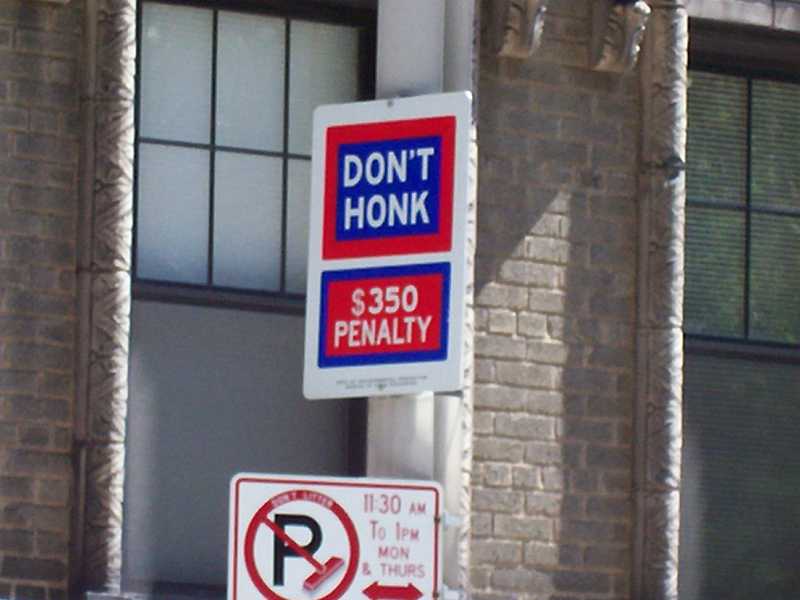 DON'T
HONK
$350
PENALTY
DON'T LITTER
P
11:30 AM
To 1PM
MON
& THURS